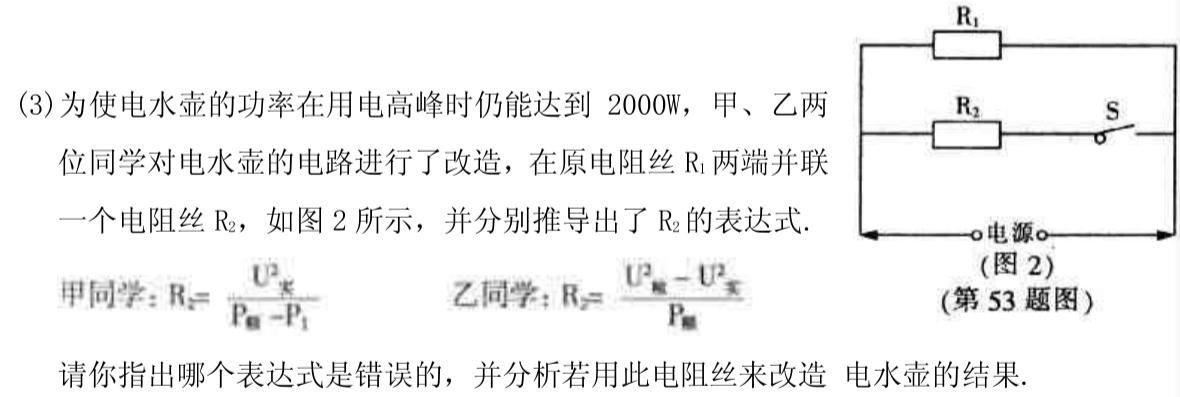 (3)为使电水壶的功率在用电高峰时仍能达到 2000W，甲、乙两
位同学对电水壶的电路进行了改造，在原电阻丝 R₁ 两端并联
一个电阻丝 R₂，如图 2 所示，并分别推导出了 R₂ 的表达式.
甲同学：R₂= U²实 / (P额 -P₁) 乙同学：R₂= (U²额 - U²实) / P额
请你指出哪个表达式是错误的，并分析若用此电阻丝来改造 电水壶的结果.
R₁
R₂ S
电源
(图 2)
(第 53 题图)